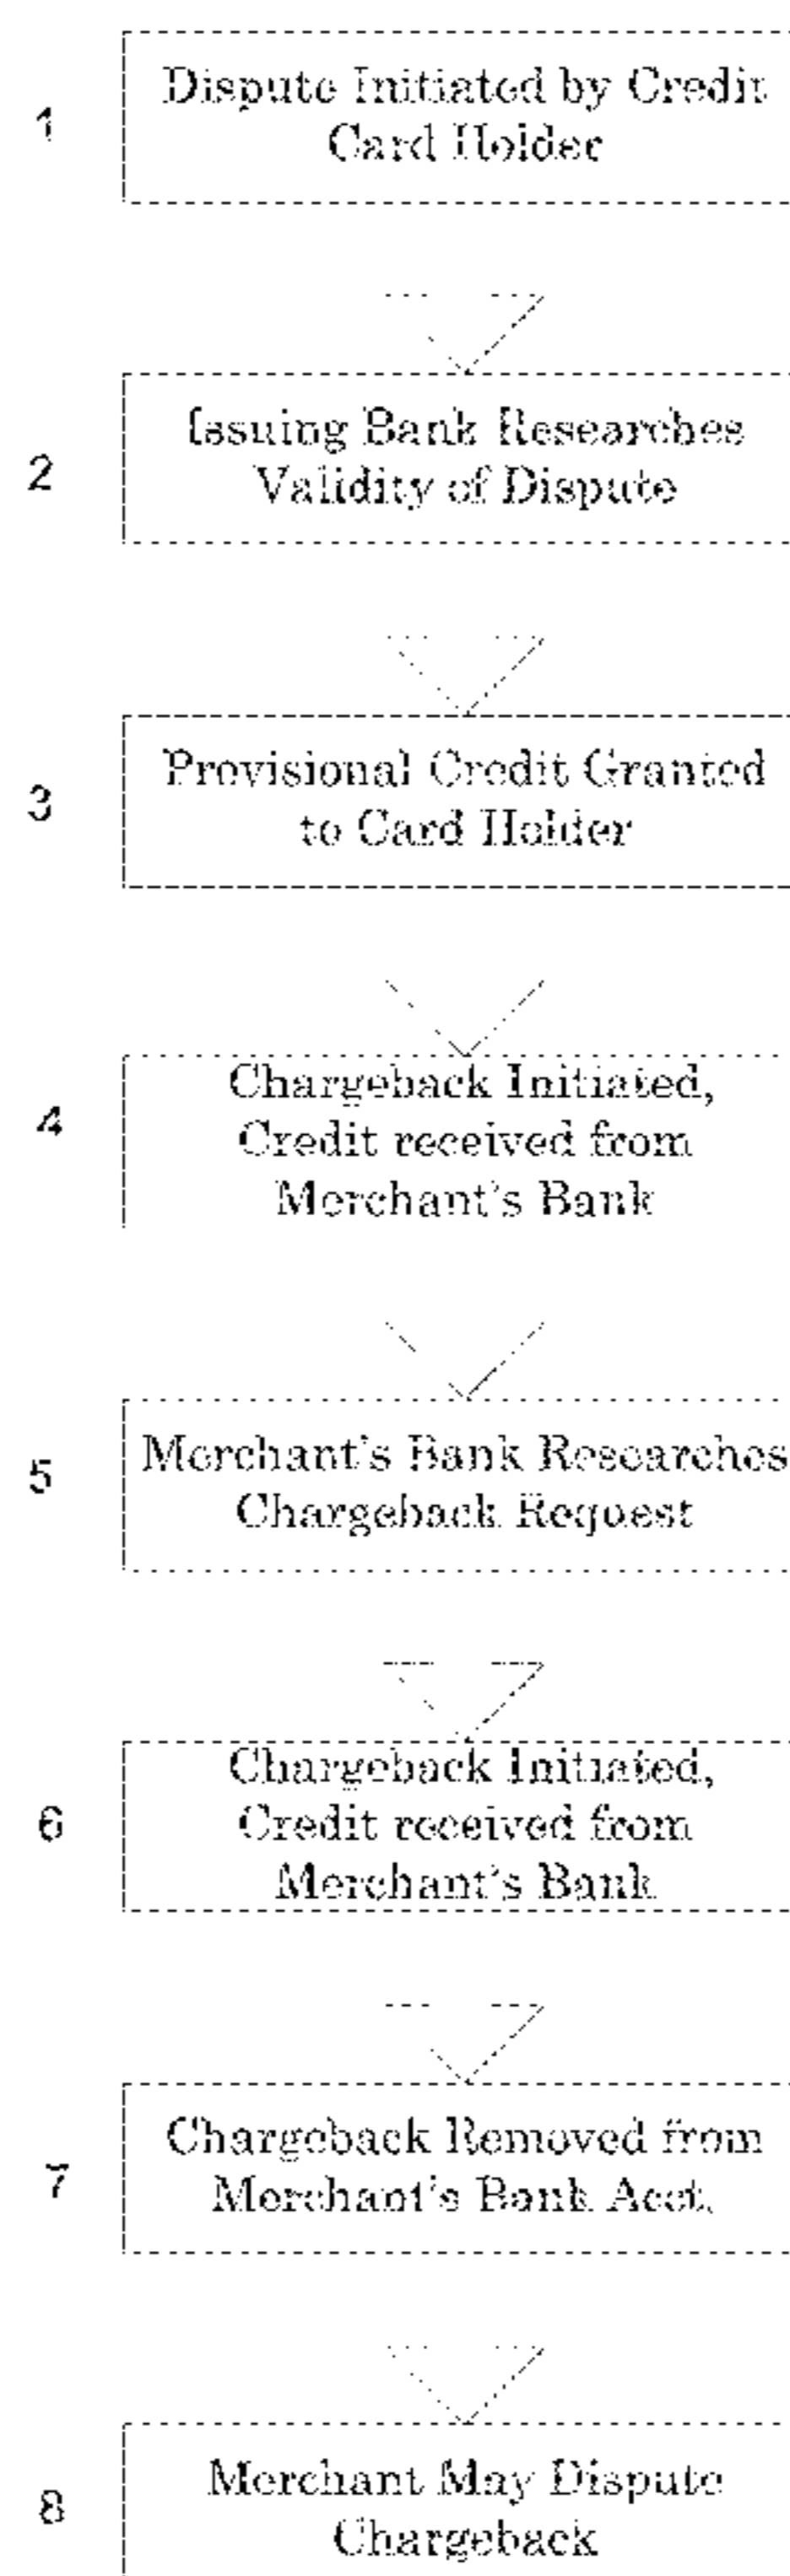 1
Dispute Initiated by Credit
Card Holder
2
Issuing Bank Researches
Validity of Dispute
3
Provisional Credit Granted
to Card Holder
4
Chargeback Initiated,
Credit received from
Merchant's Bank
5
Merchant's Bank Researches
Chargeback Request
6
Chargeback Initiated,
Credit received from
Merchant's Bank
7
Chargeback Removed from
Merchant's Bank Acct.
8
Merchant May Dispute
Chargeback